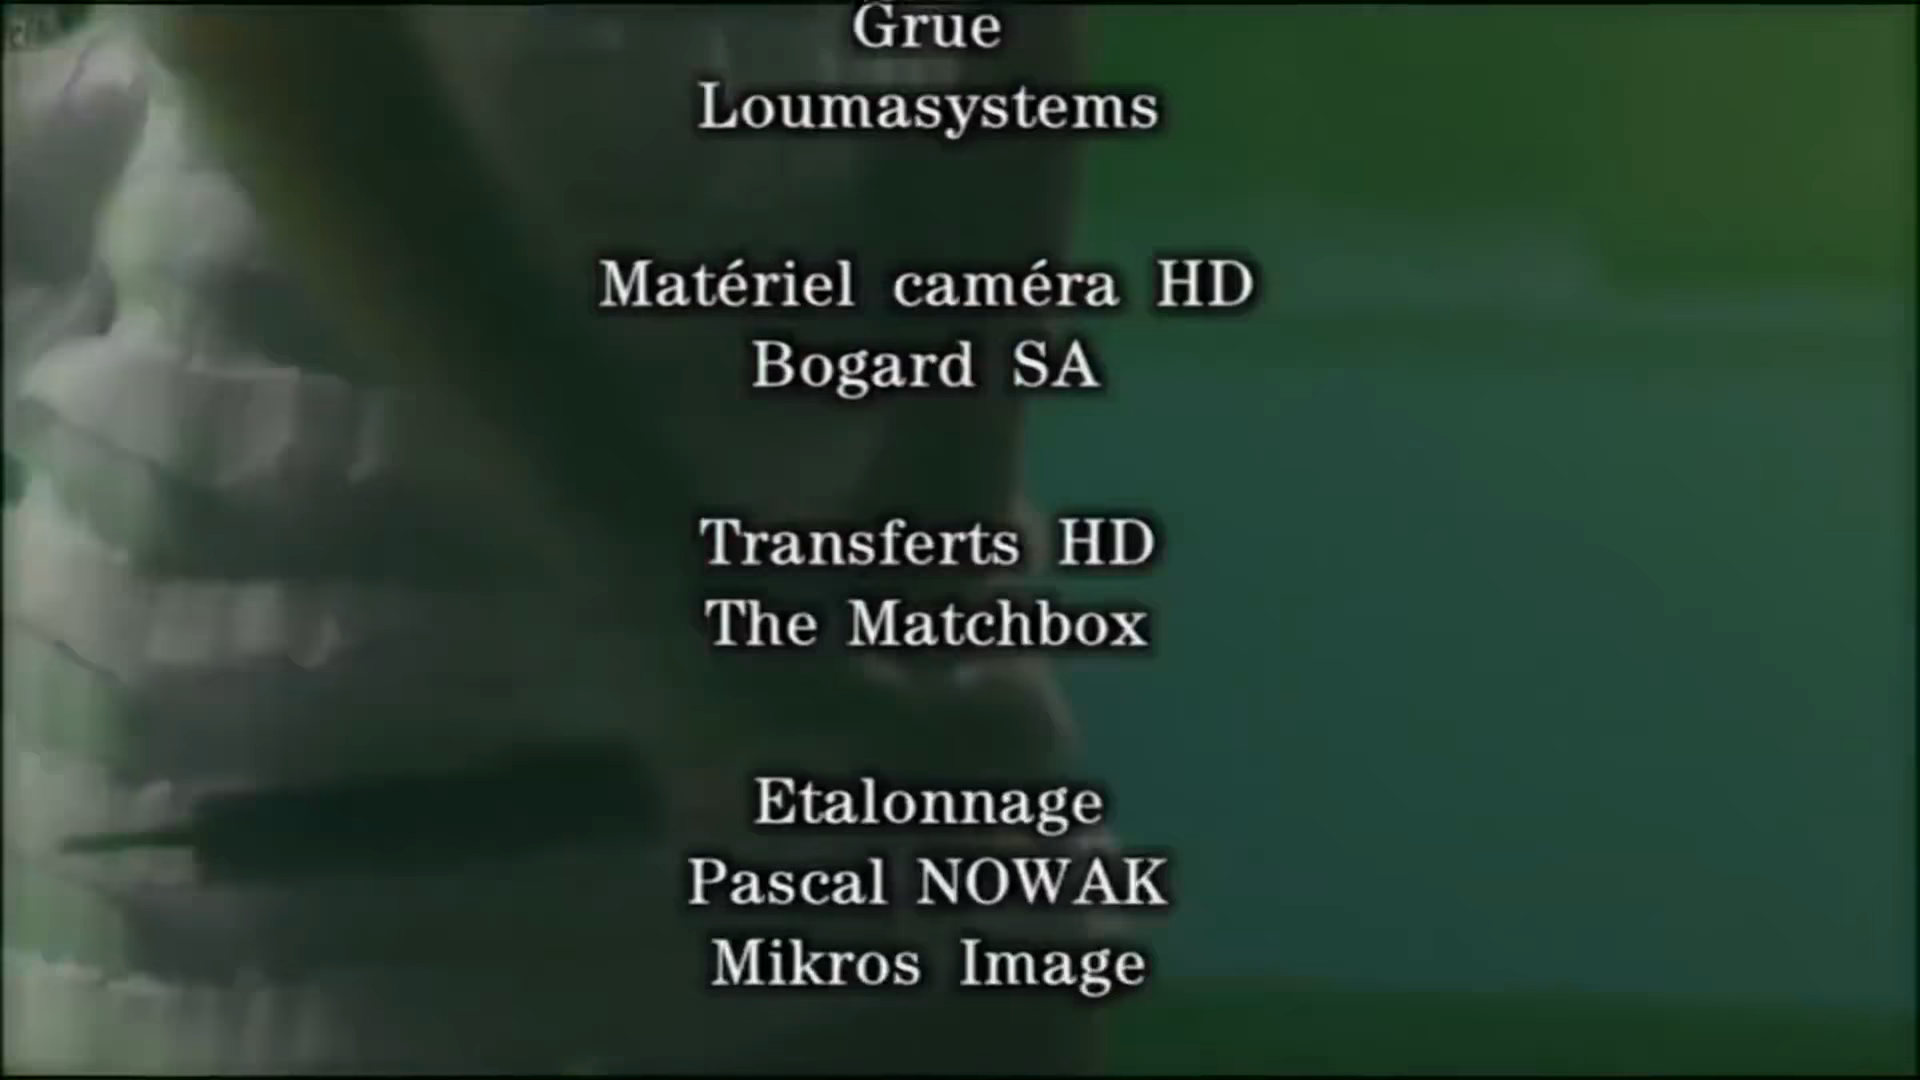 Grue
Loumasystems
Matériel caméra HD
Bogard SA
Transferts HD
The Matchbox
Etalonnage
Pascal NOWAK
Mikros Image